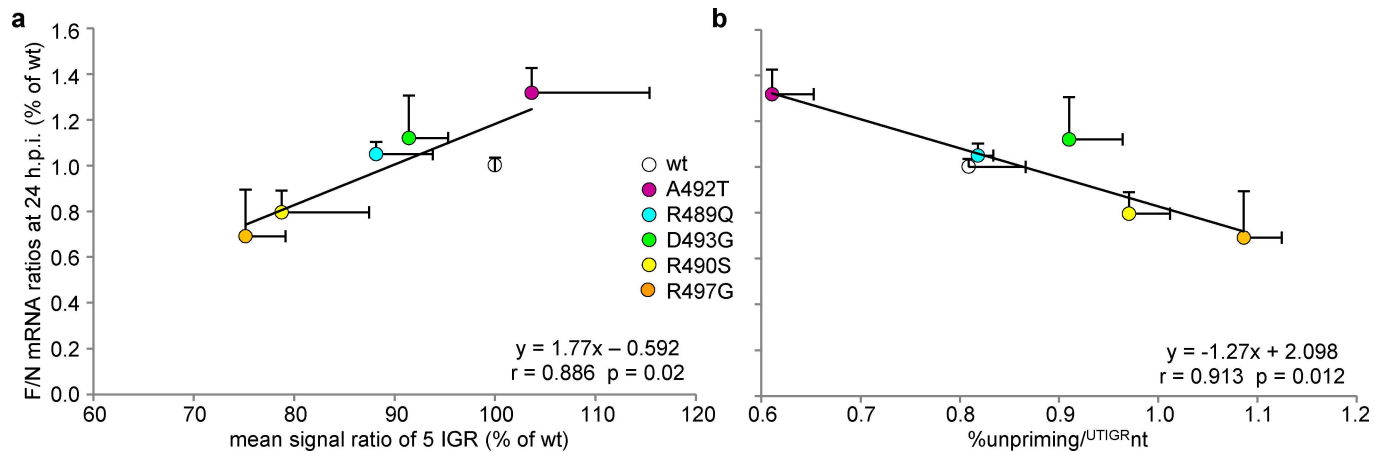 a
F/N mRNA ratios at 24 h.p.i. (% of wt)
1.6
1.4
1.2
1.0
0.8
0.6
0.4
0.2
0.0
60 70 80 90 100 110 120
mean signal ratio of 5 IGR (% of wt)
y = 1.77x – 0.592
r = 0.886 p = 0.02
wt
A492T
R489Q
D493G
R490S
R497G
b
y = -1.27x + 2.098
r = 0.913 p = 0.012
0.6 0.7 0.8 0.9 1.0 1.1 1.2
%unpriming/UTIGRnt